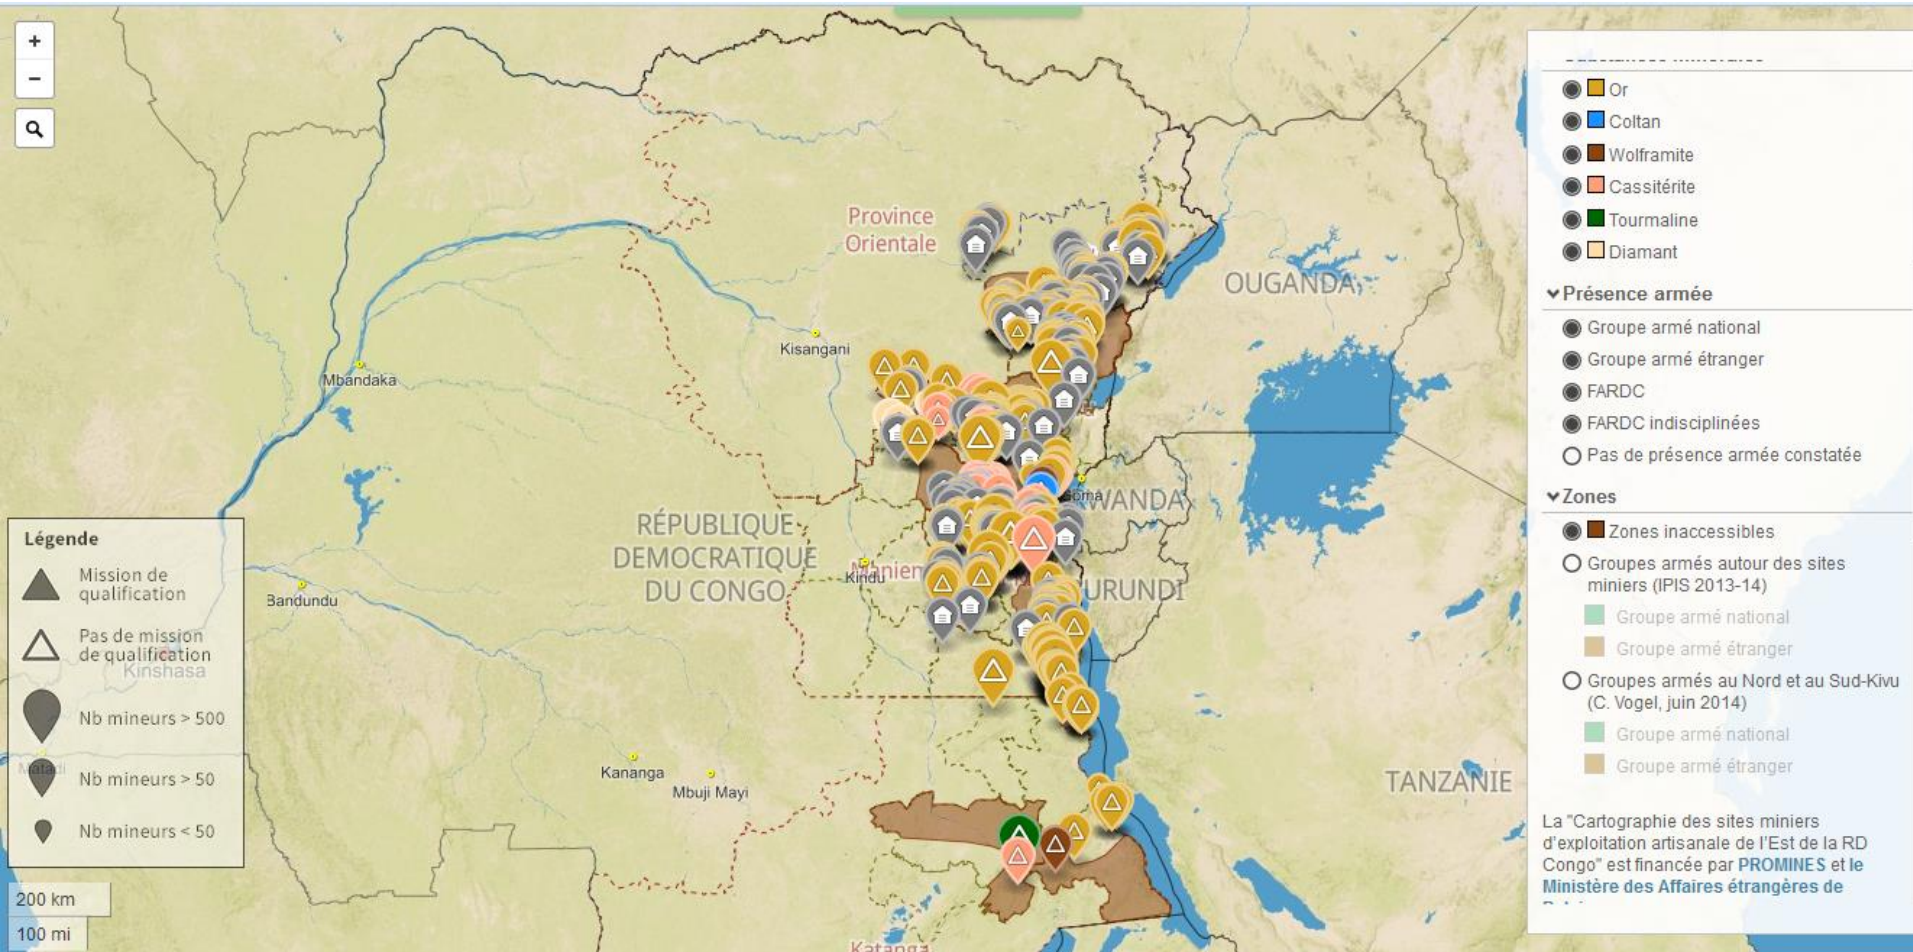 +
−
Province
Orientale
OUGANDA
Kisangani
Mbandaka
Goma
WANDA
RÉPUBLIQUE
DEMOCRATIQUE
DU CONGO
Kindu
Manien
URUNDI
Bandundu
Kananga
Mbuji Mayi
TANZANIE
Katanga
Légende
Mission de
qualification
Pas de mission
de qualification
Kinshasa
Nb mineurs > 500
Matadi
Nb mineurs > 50
Nb mineurs < 50
200 km
100 mi
Or
Coltan
Wolframite
Cassitérite
Tourmaline
Diamant
Présence armée
Groupe armé national
Groupe armé étranger
FARDC
FARDC indisciplinées
Pas de présence armée constatée
Zones
Zones inaccessibles
Groupes armés autour des sites
miniers (IPIS 2013-14)
Groupe armé national
Groupe armé étranger
Groupes armés au Nord et au Sud-Kivu
(C. Vogel, juin 2014)
Groupe armé national
Groupe armé étranger
La "Cartographie des sites miniers
d'exploitation artisanale de l'Est de la RD
Congo" est financée par PROMINES et le
Ministère des Affaires étrangères de